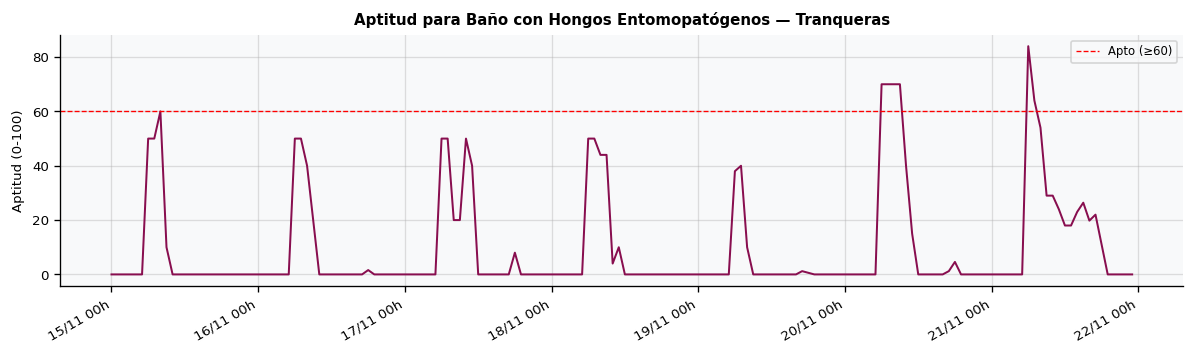 Aptitud para Baño con Hongos Entomopatógenos — Tranqueras
Apto (≥60)
Aptitud (0-100)
80
60
40
20
0
15/11 00h
16/11 00h
17/11 00h
18/11 00h
19/11 00h
20/11 00h
21/11 00h
22/11 00h